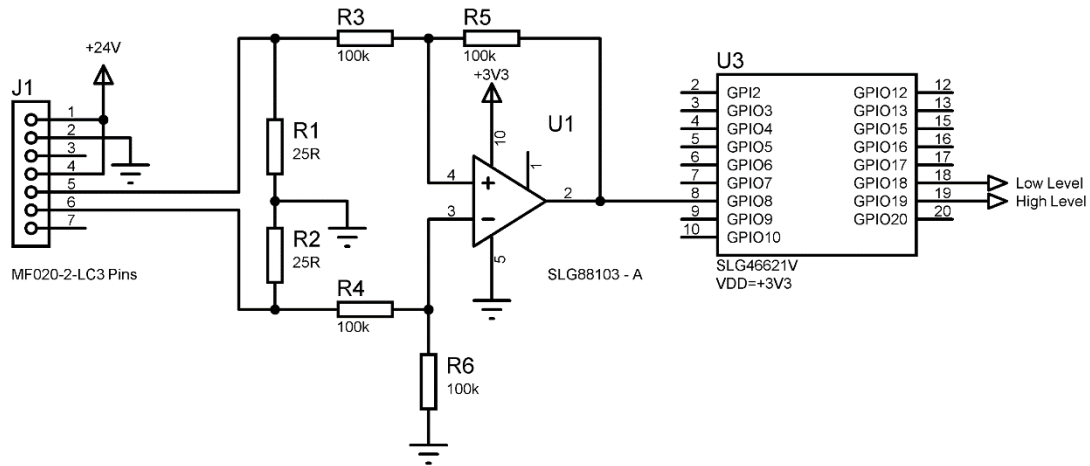 +24V
J1
1
2
3
4
5
6
7
MF020-2-LC3 Pins
R3
100k
R5
100k
R1
25R
R2
25R
R4
100k
R6
100k
+3V3
10
U1
1
4
+
3
−
2
5
SLG88103 - A
U3
2 GPI2
3 GPIO3
4 GPIO4
5 GPIO5
6 GPIO6
7 GPIO7
8 GPIO8
9 GPIO9
10 GPIO10
GPIO12 12
GPIO13 13
GPIO15 15
GPIO16 16
GPIO17 17
GPIO18 18
GPIO19 19
GPIO20 20
Low Level
High Level
SLG46621V
VDD=+3V3